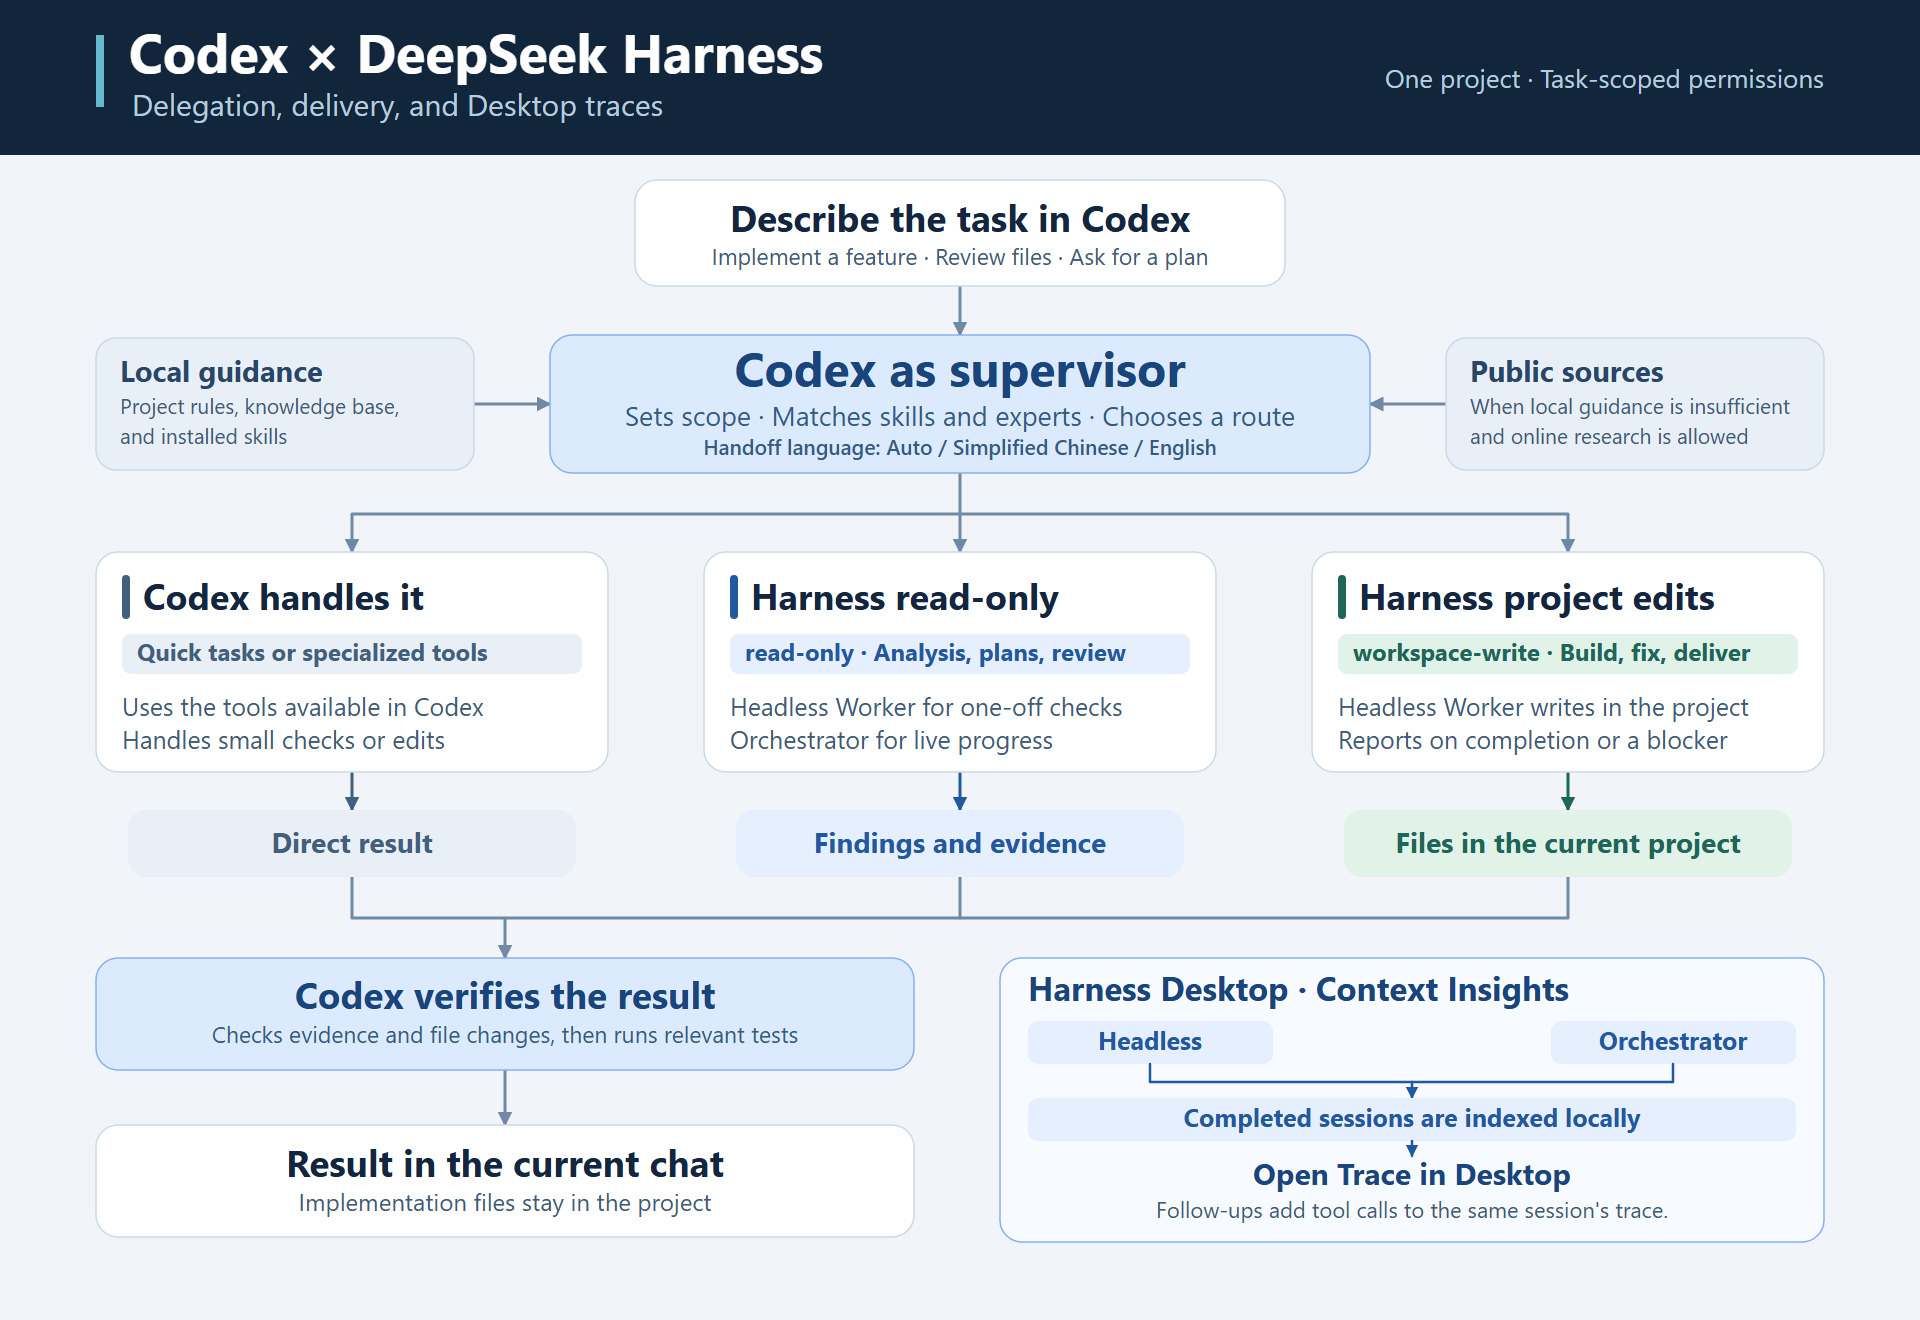 Codex × DeepSeek Harness
Delegation, delivery, and Desktop traces
One project · Task-scoped permissions
Describe the task in Codex
Implement a feature · Review files · Ask for a plan
Local guidance
Project rules, knowledge base,
and installed skills
Codex as supervisor
Sets scope · Matches skills and experts · Chooses a route
Handoff language: Auto / Simplified Chinese / English
Public sources
When local guidance is insufficient
and online research is allowed
Codex handles it
Quick tasks or specialized tools
Uses the tools available in Codex
Handles small checks or edits
Harness read-only
read-only · Analysis, plans, review
Headless Worker for one-off checks
Orchestrator for live progress
Harness project edits
workspace-write · Build, fix, deliver
Headless Worker writes in the project
Reports on completion or a blocker
Direct result
Findings and evidence
Files in the current project
Codex verifies the result
Checks evidence and file changes, then runs relevant tests
Result in the current chat
Implementation files stay in the project
Harness Desktop · Context Insights
Headless
Orchestrator
Completed sessions are indexed locally
Open Trace in Desktop
Follow-ups add tool calls to the same session's trace.